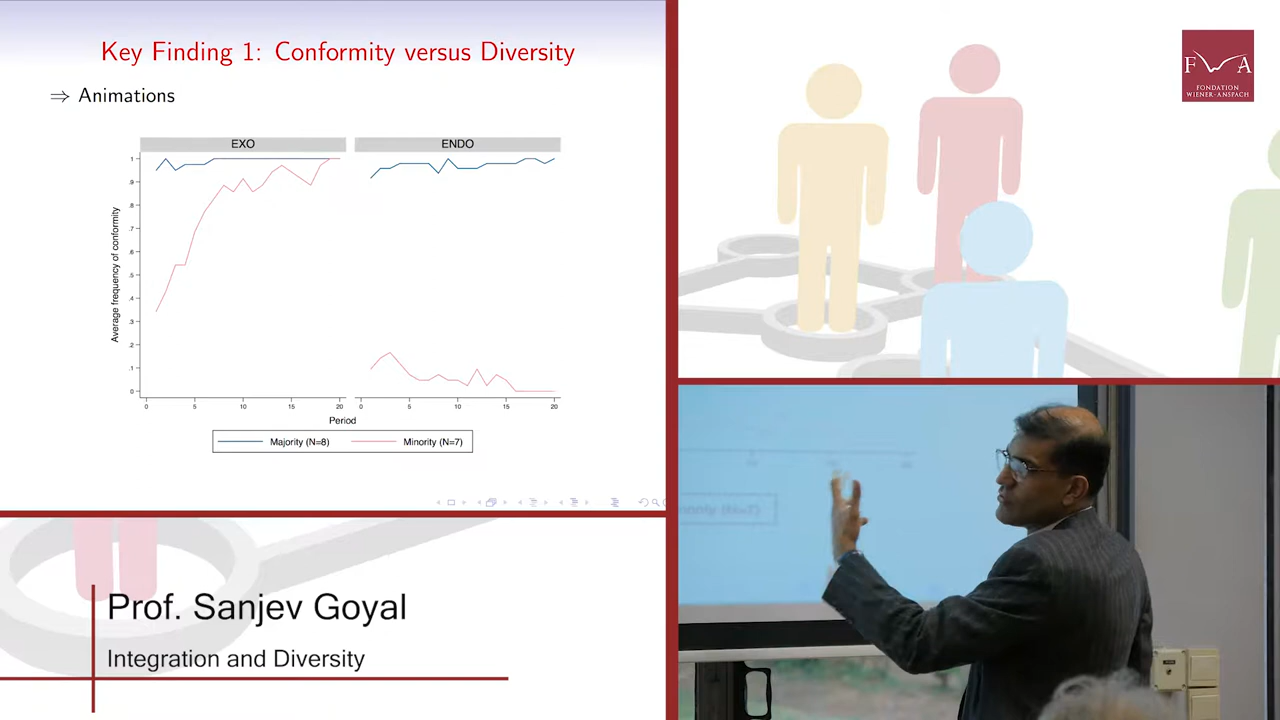 Key Finding 1: Conformity versus Diversity
⇒ Animations
EXO
ENDO
Average frequency of conformity
1
.9
.8
.7
.6
.5
.4
.3
.2
.1
0
0 5 10 15 20
0 5 10 15 20
Period
Majority (N=8)
Minority (N=7)
Prof. Sanjev Goyal
Integration and Diversity
F W A
FONDATION
WIENER-ANSPACH